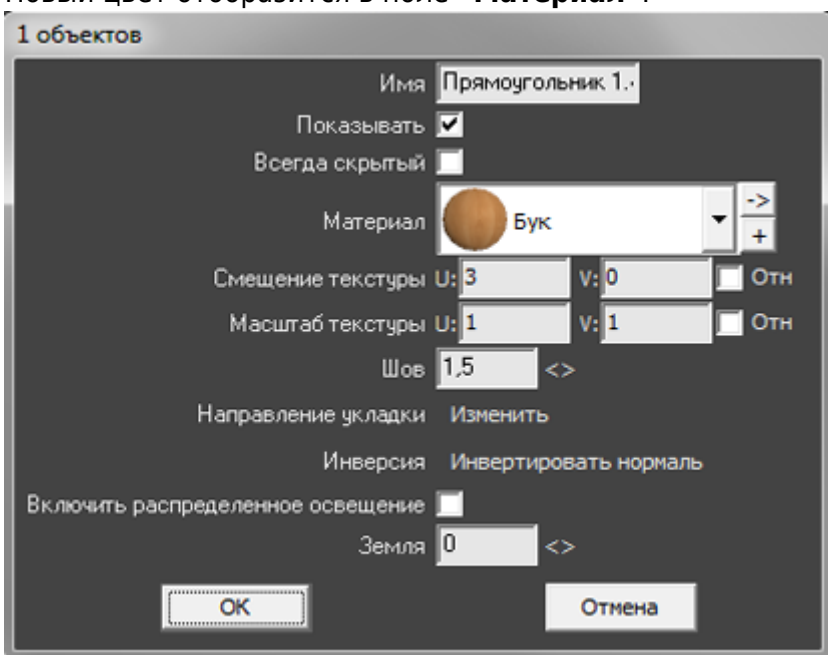 Новый цвет отобразится в поле "Материал".
1 объектов
Имя Прямоугольник 1.
Показывать
Всегда скрытый
Материал Бук ->
+
Смещение текстуры U: 3 V: 0 Отн
Масштаб текстуры U: 1 V: 1 Отн
Шов 1,5 <>
Направление укладки Изменить
Инверсия Инвертировать нормаль
Включить распределенное освещение
Земля 0 <>
ОК Отмена